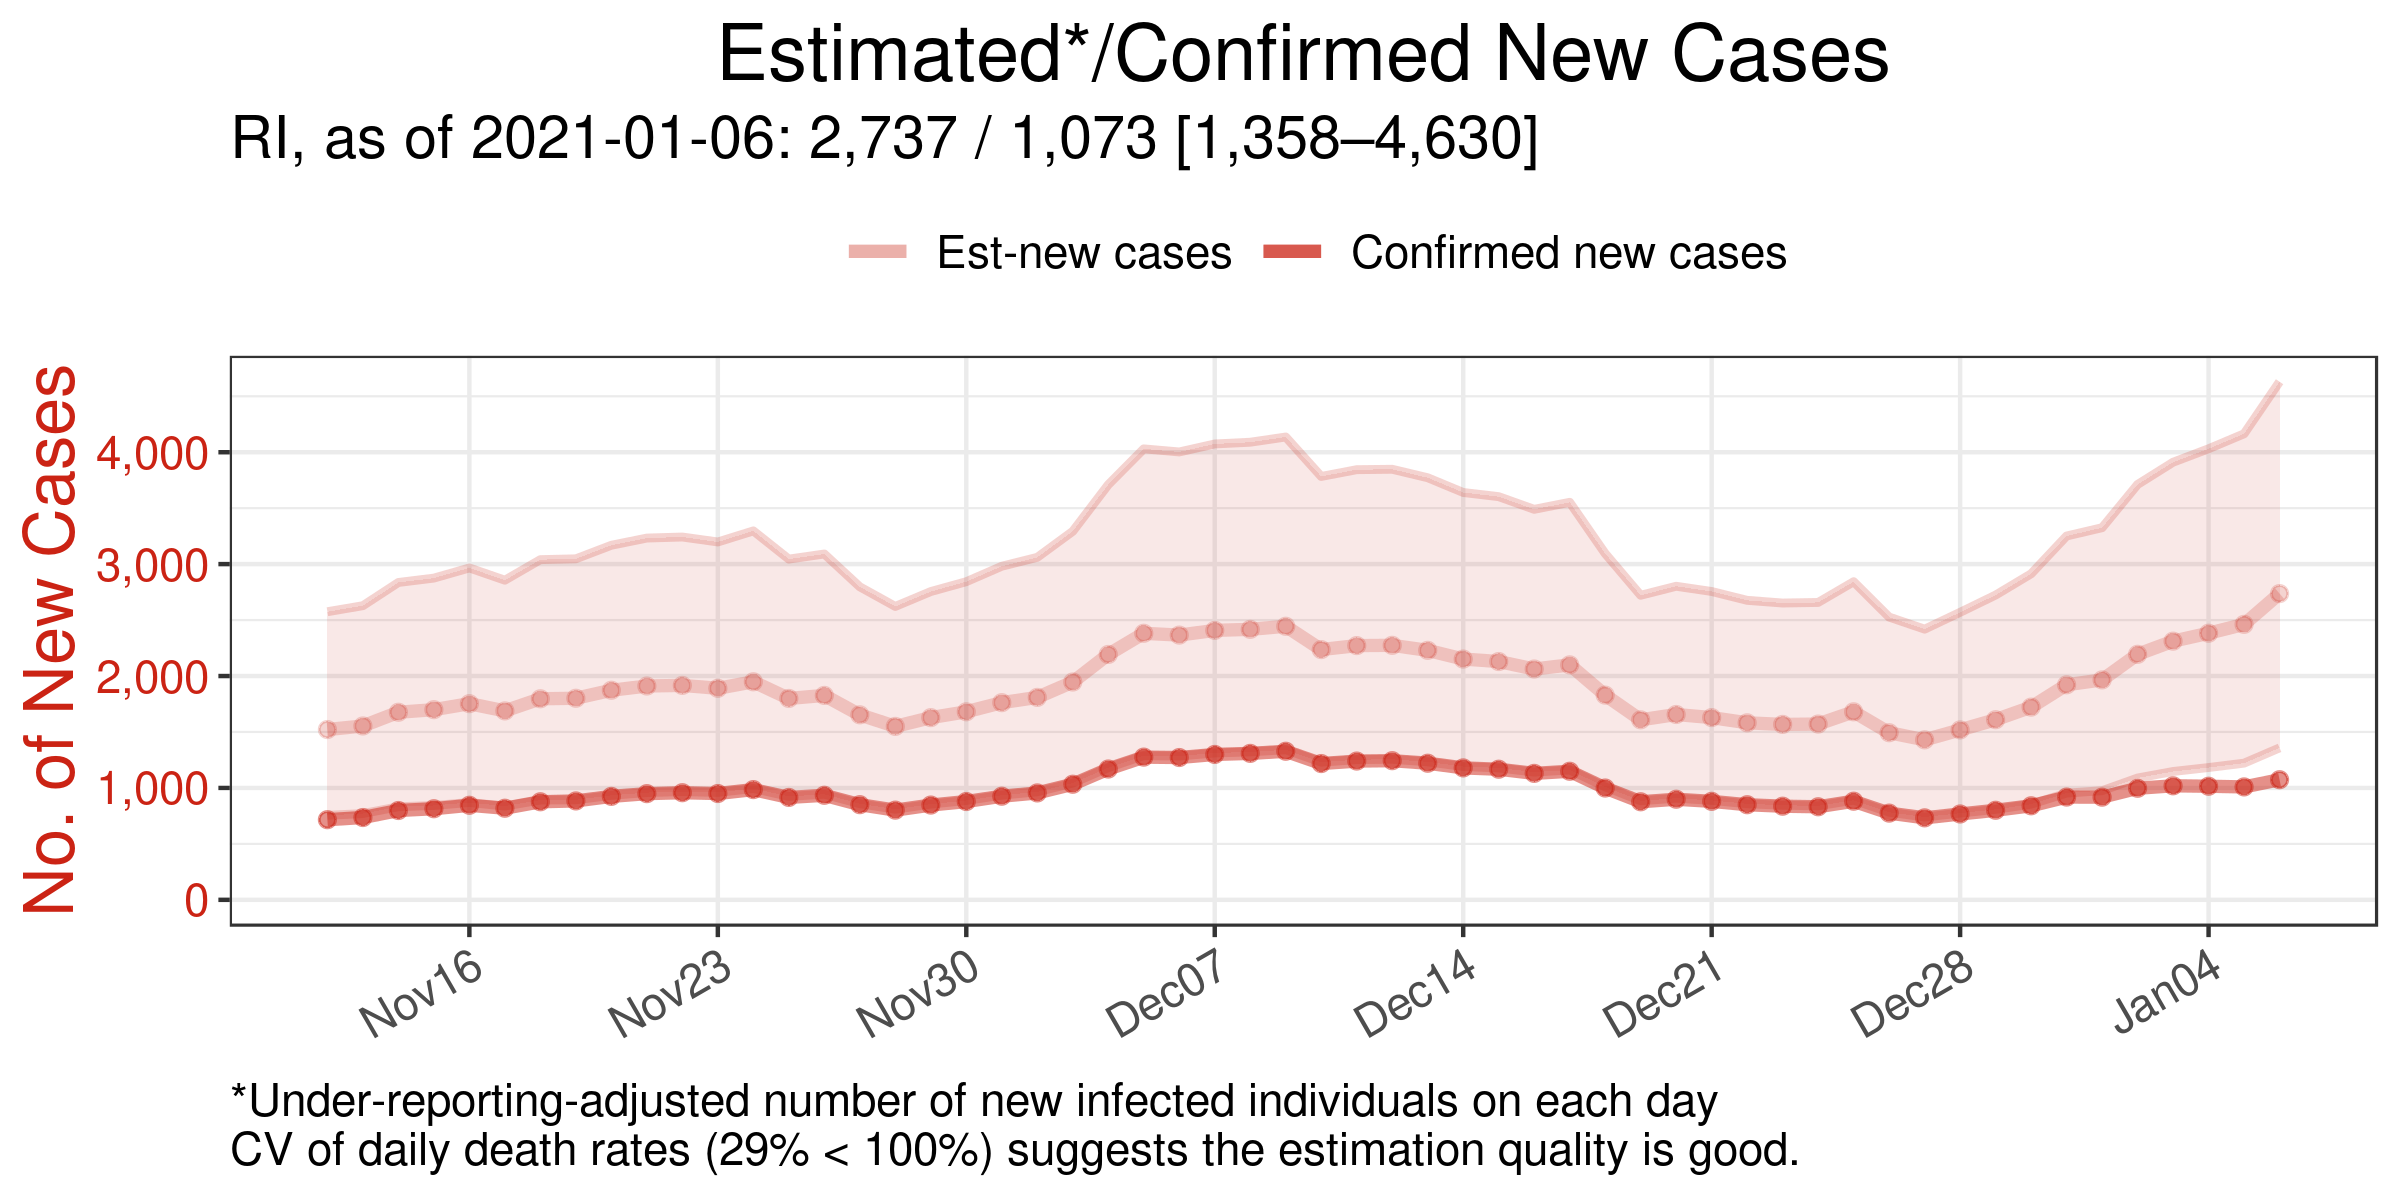 Estimated*/Confirmed New Cases
RI, as of 2021-01-06: 2,737 / 1,073 [1,358–4,630]
Est-new cases
Confirmed new cases
No. of New Cases
4,000
3,000
2,000
1,000
0
Nov16
Nov23
Nov30
Dec07
Dec14
Dec21
Dec28
Jan04
*Under-reporting-adjusted number of new infected individuals on each day
CV of daily death rates (29% < 100%) suggests the estimation quality is good.